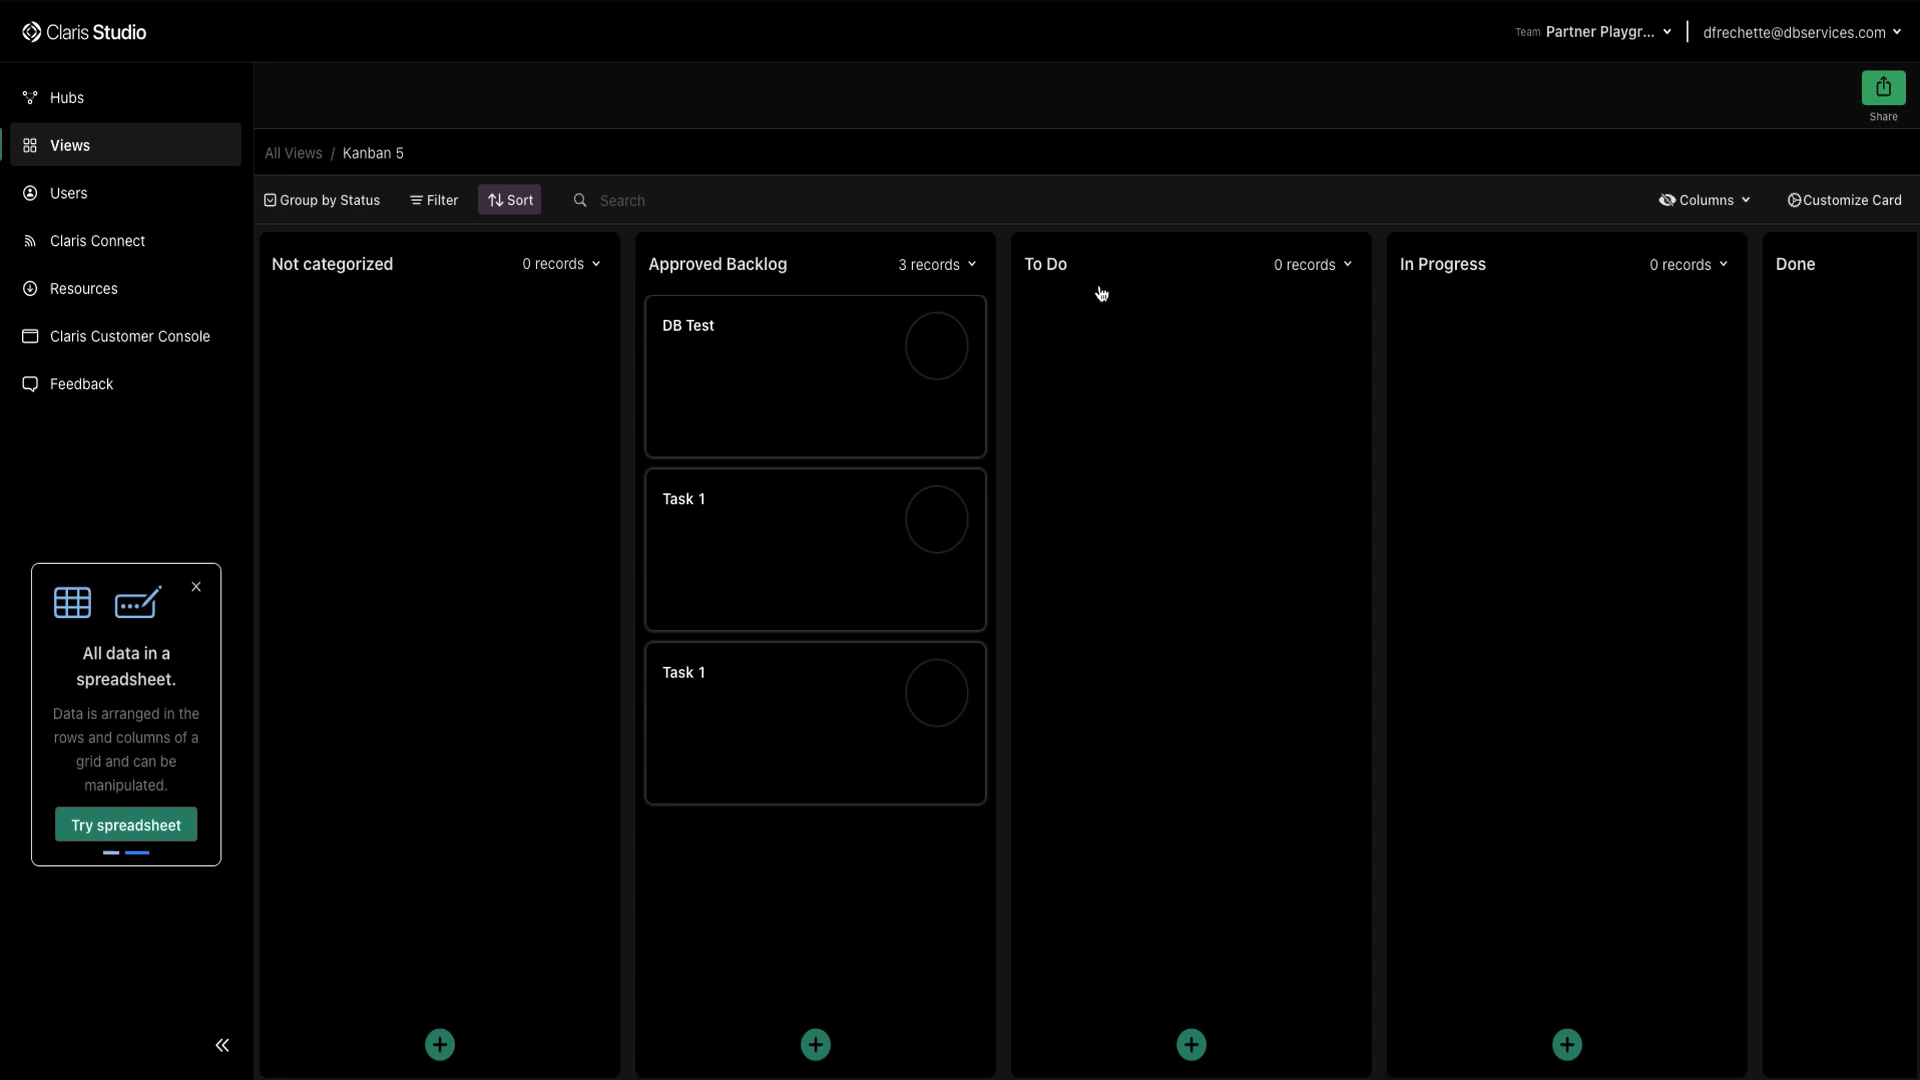 Claris Studio
Team Partner Playgr...
dfrechette@dbservices.com
Hubs
Views
Users
Claris Connect
Resources
Claris Customer Console
Feedback
Share
All Views / Kanban 5
Group by Status
Filter
Sort
Search
Columns
Customize Card
Not categorized
0 records
Approved Backlog
3 records
To Do
0 records
In Progress
0 records
Done
DB Test
Task 1
Task 1
All data in a
spreadsheet.
Data is arranged in the
rows and columns of a
grid and can be
manipulated.
Try spreadsheet